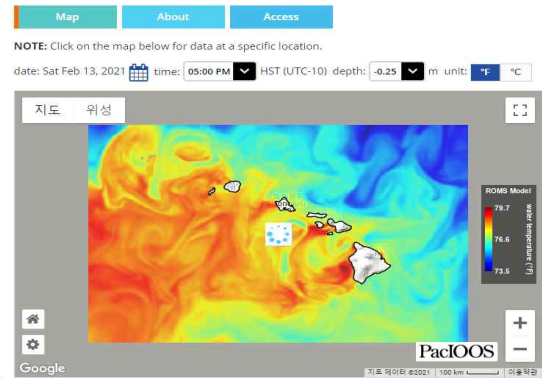 Map About Access
NOTE: Click on the map below for data at a specific location.
date: Sat Feb 13, 2021 time: 05:00 PM HST (UTC-10) depth: -0.25 m unit: °F °C
지도 위성
ROMS Model
79.7
76.6
73.5
water temperature (°F)
PacIOOS
Google
지도 데이터 ©2021 100 km 이용약관